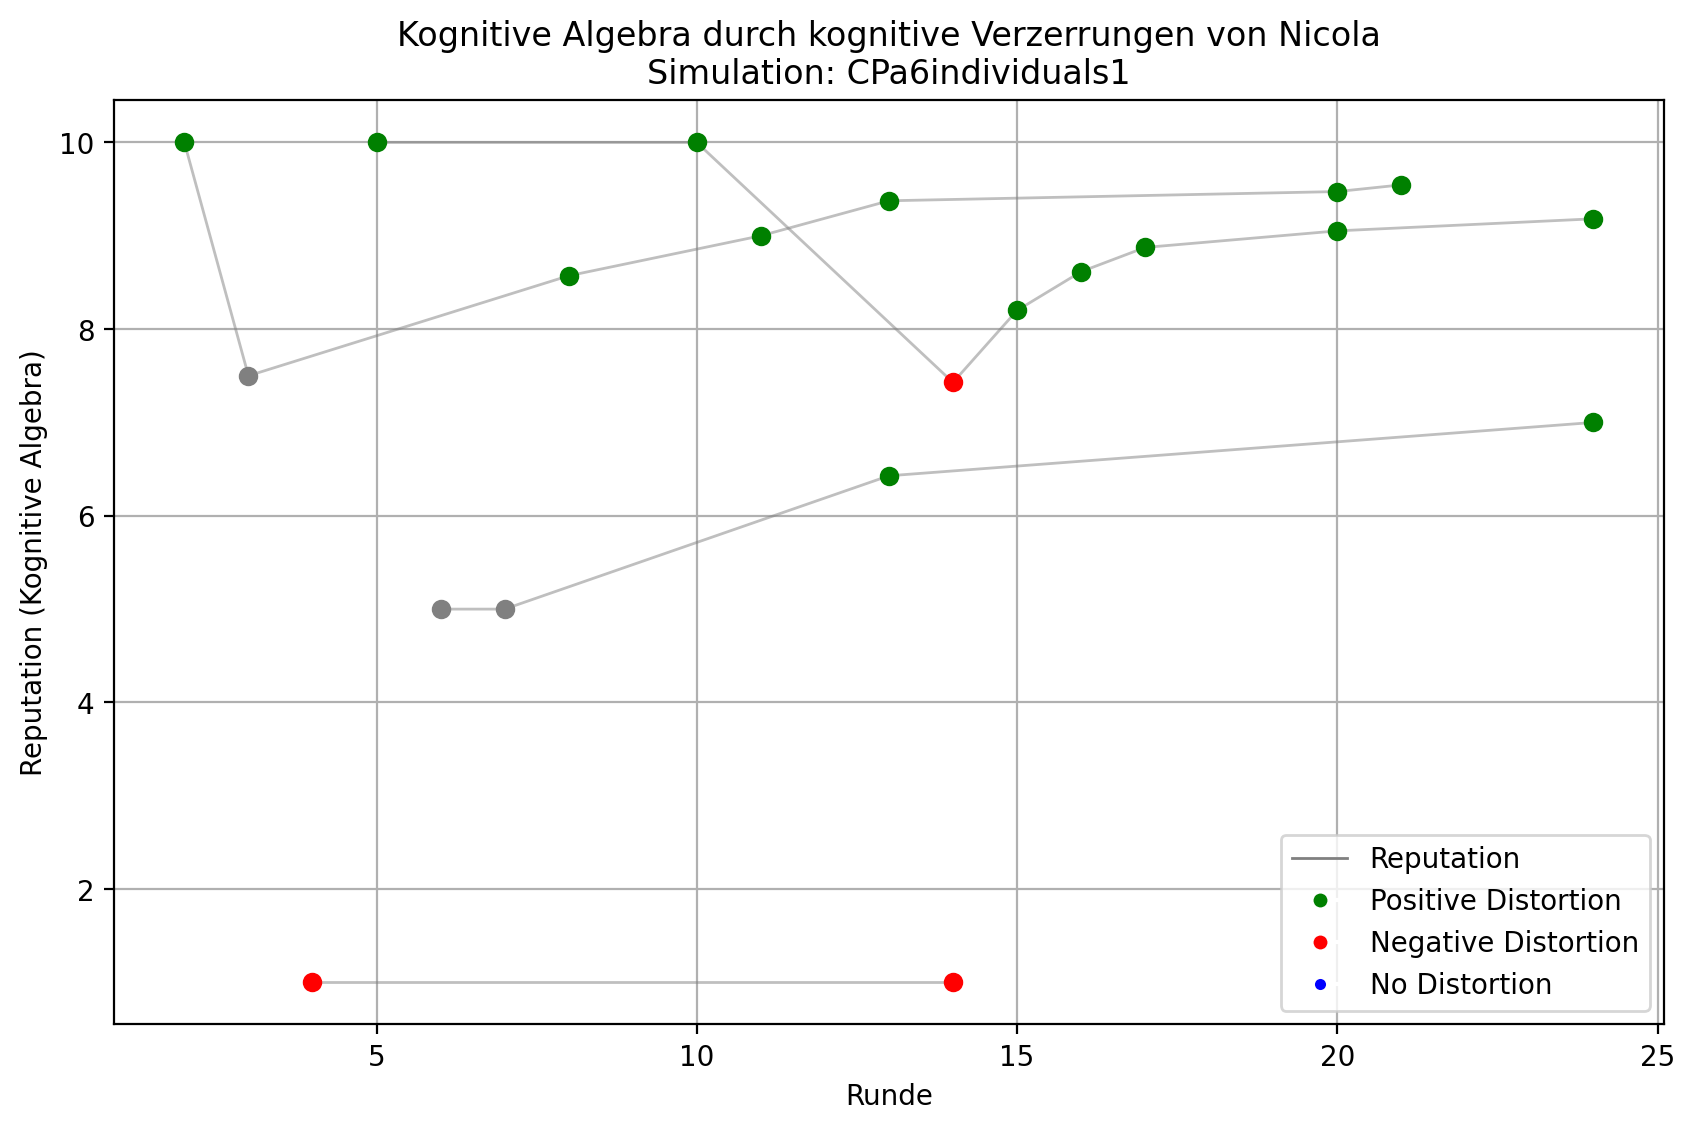 Kognitive Algebra durch kognitive Verzerrungen von Nicola
Simulation: CPa6individuals1
Reputation (Kognitive Algebra)
10
8
6
4
2
5
10
15
20
25
Runde
Reputation
Positive Distortion
Negative Distortion
No Distortion